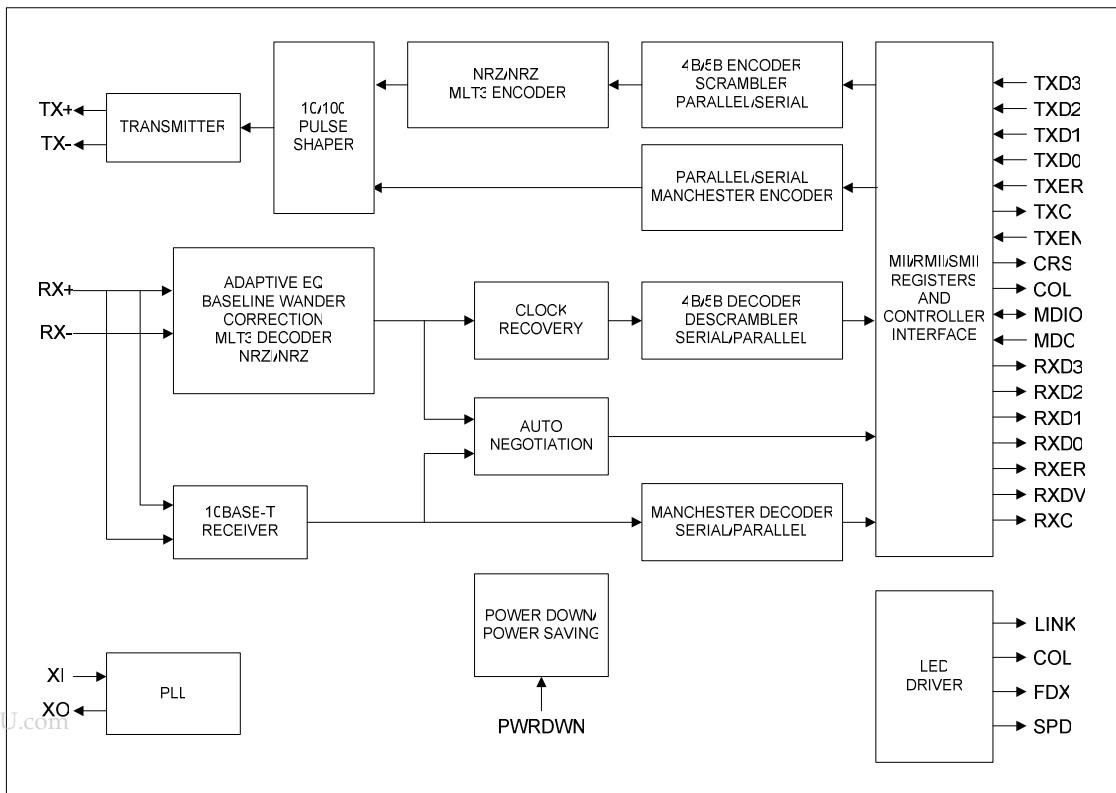 TX+
TX-
TRANSMITTER
10/100
PULSE
SHAPER
NRZ/NRZ
MLT3 ENCODER
4B/5B ENCODER
SCRAMBLER
PARALLEL/SERIAL
PARALLEL/SERIAL
MANCHESTER ENCODER
RX+
RX-
ADAPTIVE EQ
BASELINE WANDER
CORRECTION
MLT3 DECODER
NRZ/NRZ
CLOCK
RECOVERY
4B/5B DECODER
DESCRAMBLER
SERIAL/PARALLEL
AUTO
NEGOTIATION
10BASE-T
RECEIVER
MANCHESTER DECODER
SERIAL/PARALLEL
MII/RMII/SMII
REGISTERS
AND
CONTROLLER
INTERFACE
TXD3
TXD2
TXD1
TXD0
TXER
TXC
TXEN
CRS
COL
MDIO
MDC
RXD3
RXD2
RXD1
RXD0
RXER
RXDV
RXC
POWER DOWN/
POWER SAVING
PWRDWN
XI
XO
PLL
U.com
LED
DRIVER
LINK
COL
FDX
SPD